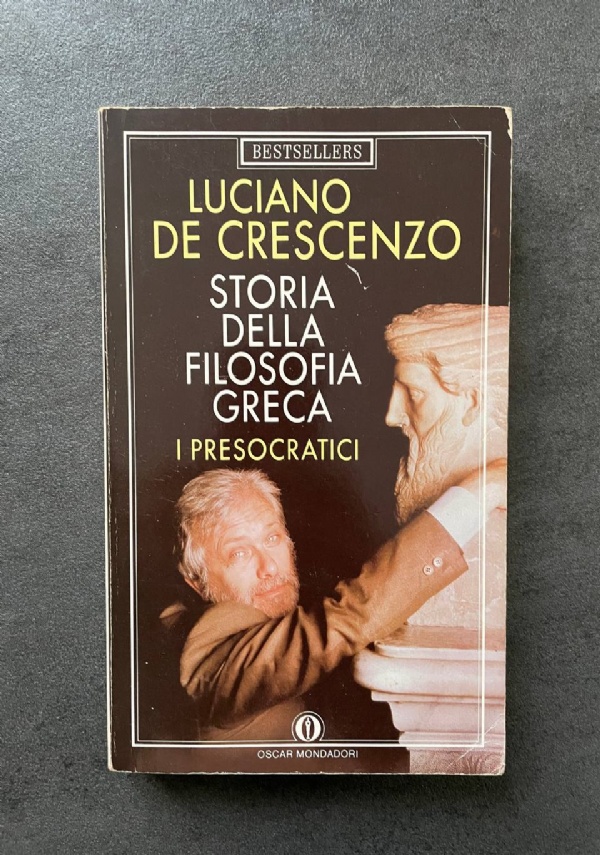 BESTSELLERS
LUCIANO
DE CRESCENZO
STORIA
DELLA
FILOSOFIA
GRECA
I PRESOCRATICI
OSCAR MONDADORI